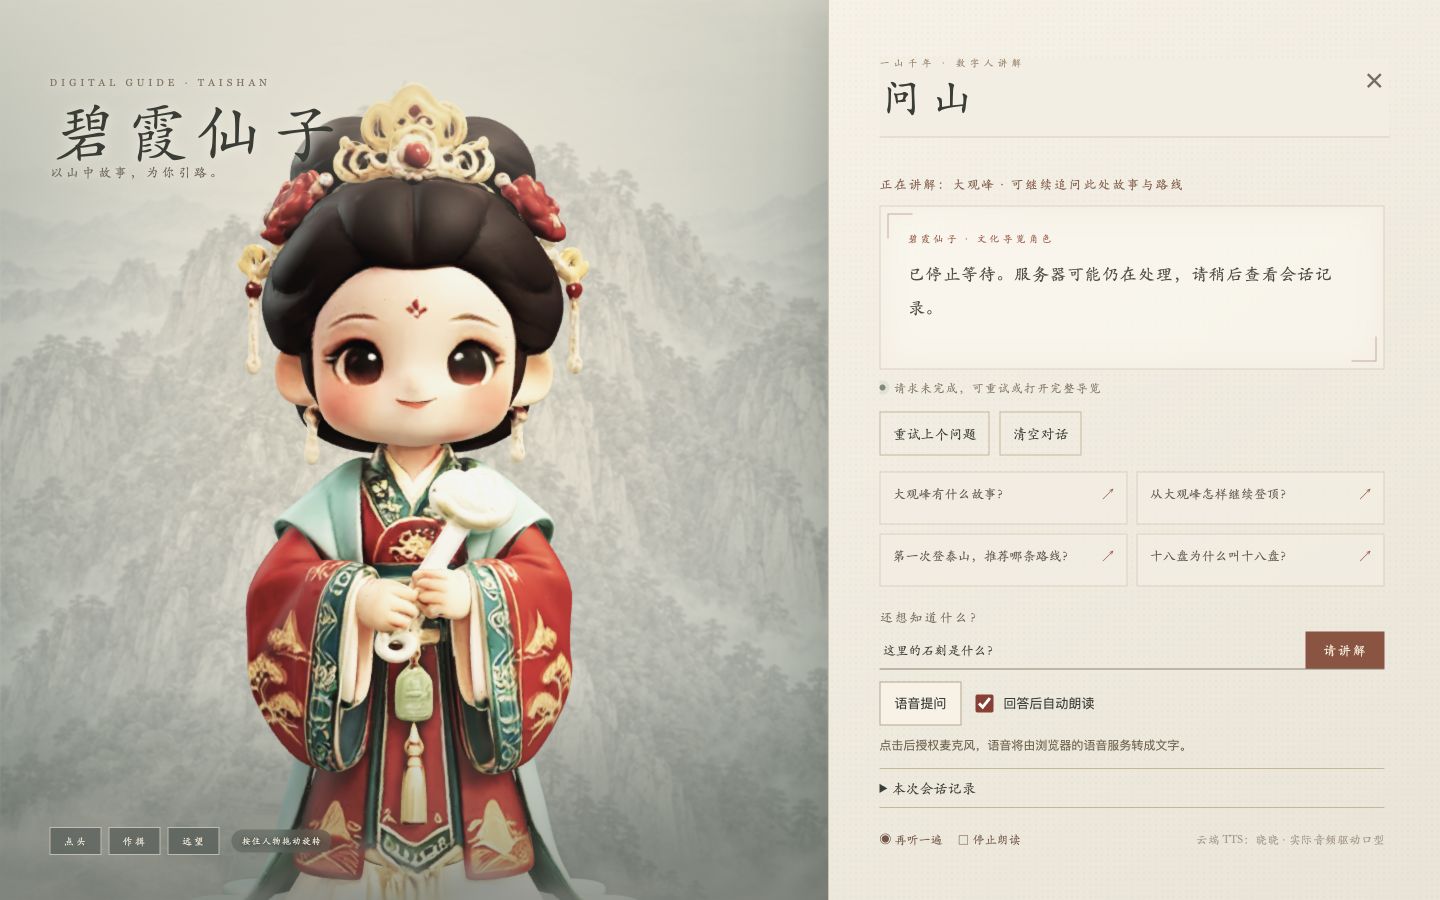 DIGITAL GUIDE · TAISHAN
碧霞仙子
以山中故事，为你引路。
点头
作揖
远望
按住人物拖动旋转
一山千年 · 数字人讲解
问山
×
正在讲解：大观峰 · 可继续追问此处故事与路线
碧霞仙子 · 文化导览角色
已停止等待。服务器可能仍在处理，请稍后查看会话记
录。
请求未完成，可重试或打开完整导览
重试上个问题
清空对话
大观峰有什么故事？
从大观峰怎样继续登顶？
第一次登泰山，推荐哪条路线？
十八盘为什么叫十八盘？
还想知道什么？
这里的石刻是什么？
请讲解
语音提问
回答后自动朗读
点击后授权麦克风，语音将由浏览器的语音服务转成文字。
本次会话记录
再听一遍
停止朗读
云端 TTS：晓晓 · 实际音频驱动口型